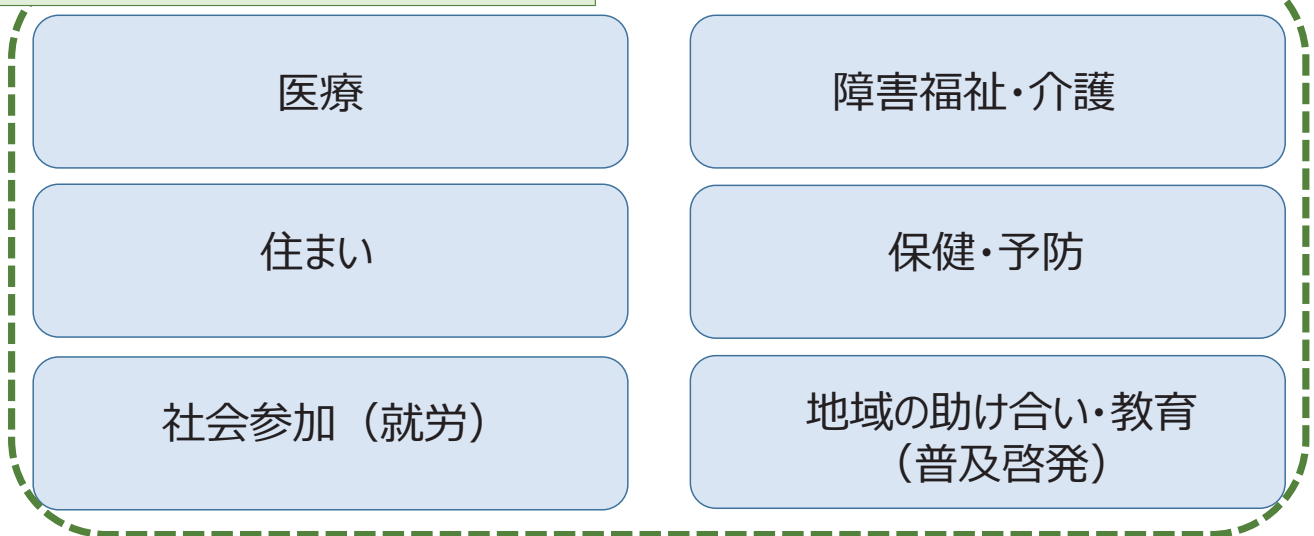 医療
障害福祉・介護
住まい
保健・予防
社会参加（就労）
地域の助け合い・教育
（普及啓発）